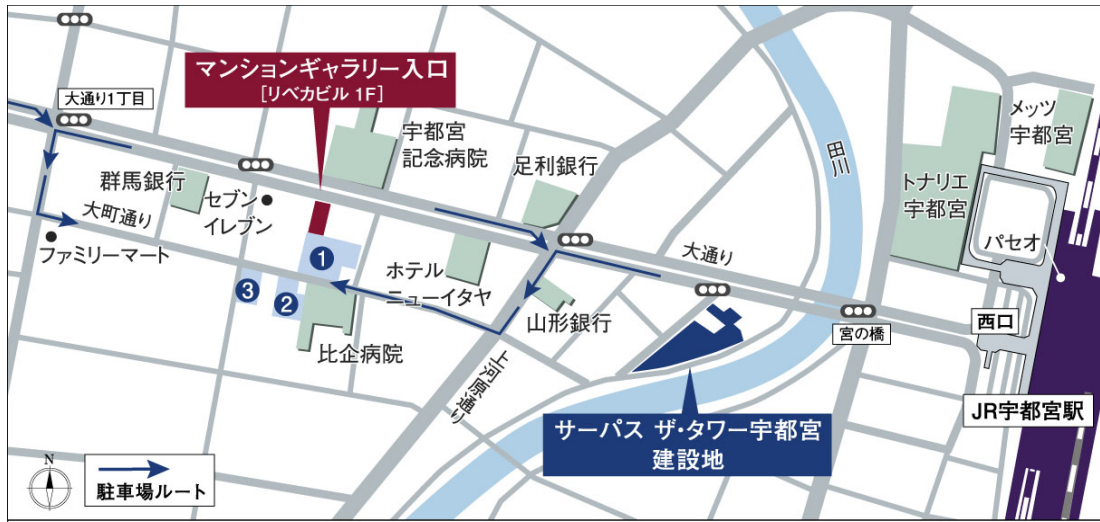 マンションギャラリー入口
[リベカビル 1F]
大通り1丁目
宇都宮
記念病院
足利銀行
田川
メッツ
宇都宮
トナリエ
宇都宮
群馬銀行
セブン
イレブン
大町通り
ファミリーマート
1
ホテル
ニューイタヤ
大通り
パセオ
3
2
山形銀行
比企病院
宮の橋
西口
上河原通り
JR宇都宮駅
サーパス ザ・タワー宇都宮
建設地
N
駐車場ルート